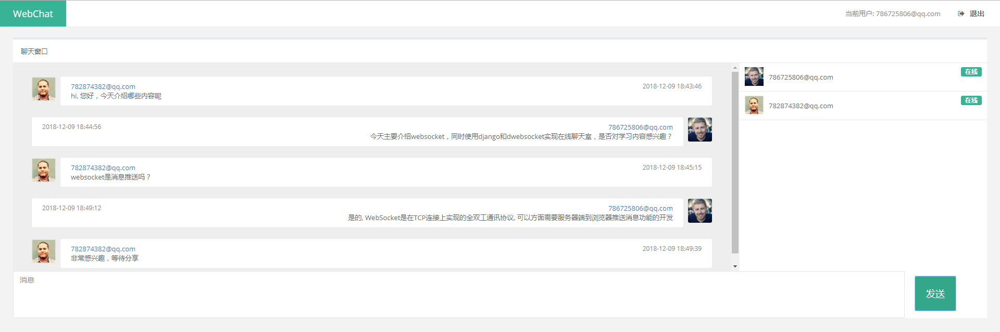 WebChat
当前用户: 786725806@qq.com
退出
聊天窗口
782874382@qq.com
2018-12-09 18:43:46
hi, 您好，今天介绍哪些内容呢
2018-12-09 18:44:56
786725806@qq.com
今天主要介绍websocket，同时使用django和dwebsocket实现在线聊天室，是否对学习内容感兴趣？
782874382@qq.com
2018-12-09 18:45:15
websocket是消息推送吗？
2018-12-09 18:49:12
786725806@qq.com
是的, WebSocket是在TCP连接上实现的全双工通讯协议, 可以方面需要服务器端到浏览器推送消息功能的开发
782874382@qq.com
2018-12-09 18:49:39
非常感兴趣，等待分享
786725806@qq.com
在线
782874382@qq.com
在线
消息
发送